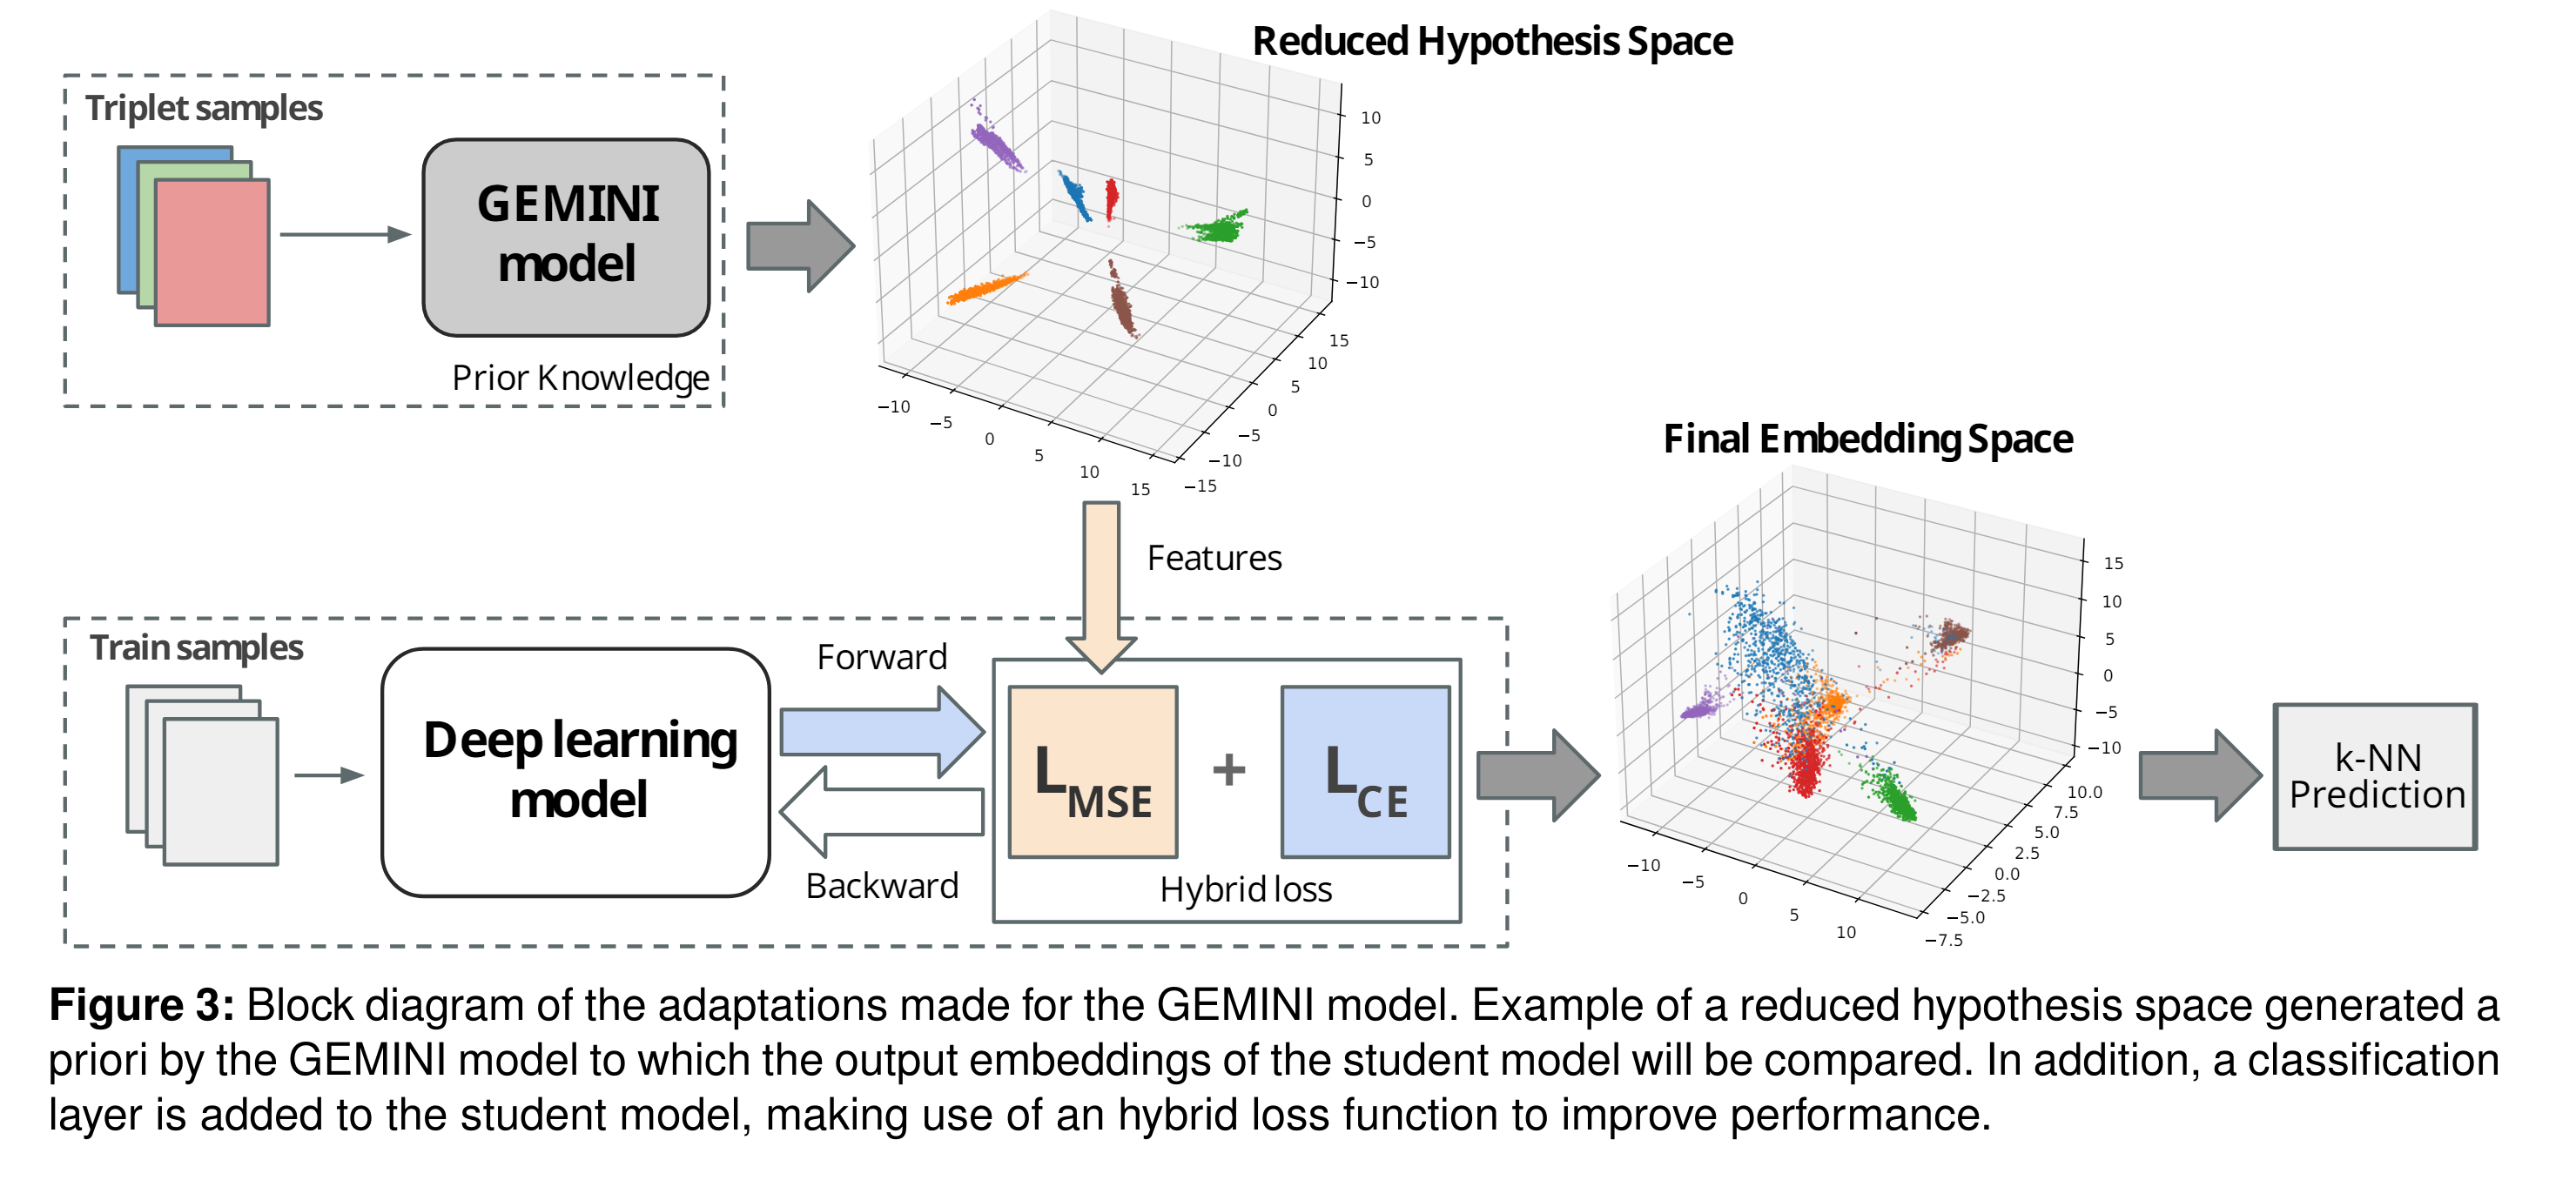 Reduced Hypothesis Space
Triplet samples
GEMINI
model
Prior Knowledge
10
5
0
−5
−10
15
10
5
0
−5
−10
−15
−10
−5
0
5
10
15
Features
Final Embedding Space
Train samples
Deep learning
model
Forward
Backward
LMSE
+
LCE
Hybrid loss
15
10
5
0
−5
−10
10.0
7.5
5.0
2.5
0.0
−2.5
−5.0
−7.5
−10
−5
0
5
10
k-NN
Prediction
Figure 3: Block diagram of the adaptations made for the GEMINI model. Example of a reduced hypothesis space generated a
priori by the GEMINI model to which the output embeddings of the student model will be compared. In addition, a classification
layer is added to the student model, making use of an hybrid loss function to improve performance.